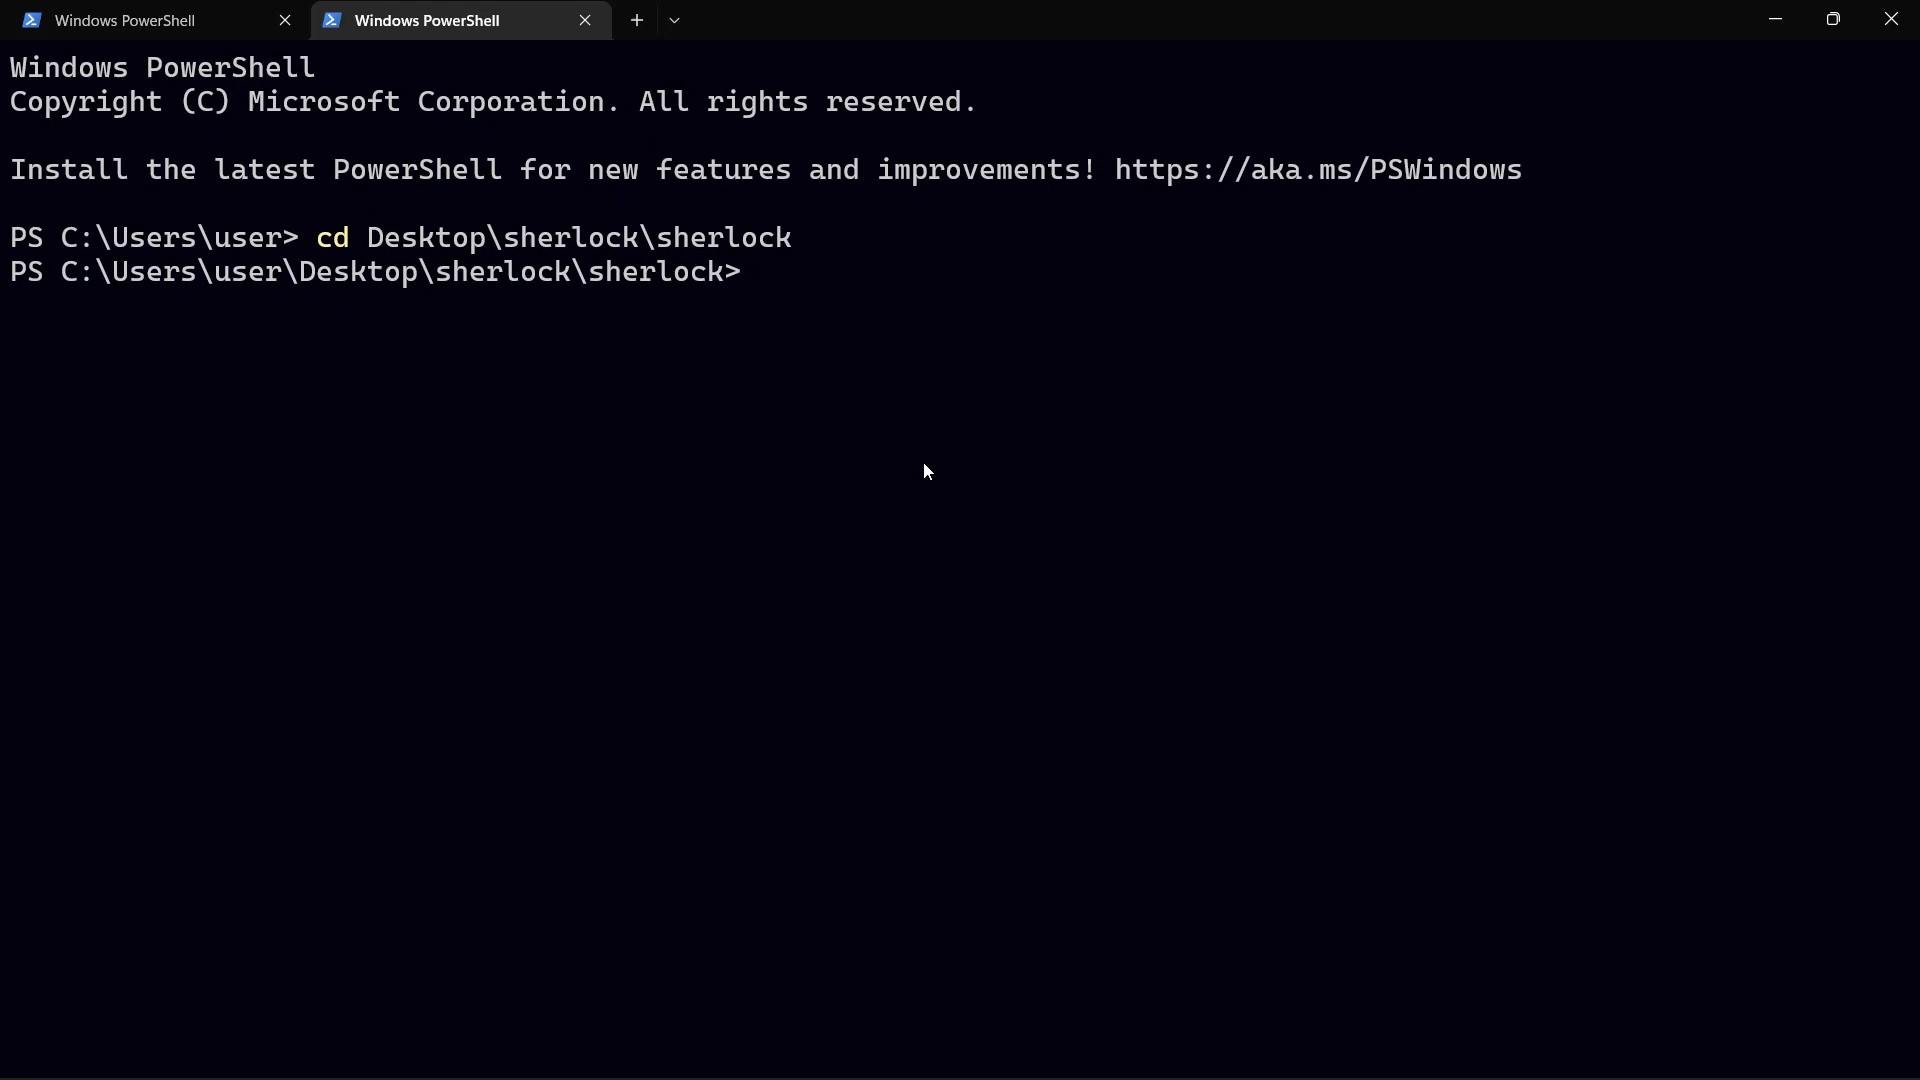 Windows PowerShell
Windows PowerShell
Windows PowerShell
Copyright (C) Microsoft Corporation. All rights reserved.
Install the latest PowerShell for new features and improvements! https://aka.ms/PSWindows
PS C:\Users\user> cd Desktop\sherlock\sherlock
PS C:\Users\user\Desktop\sherlock\sherlock>